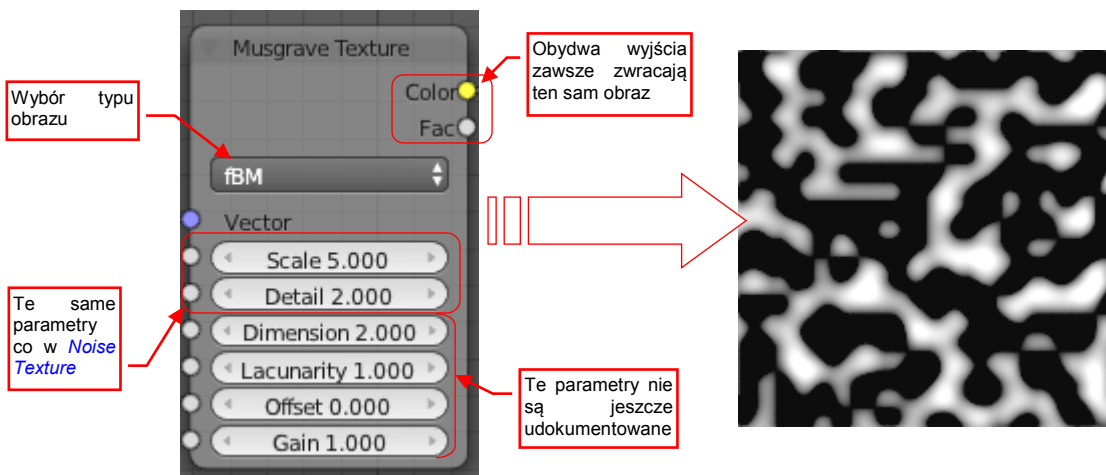 Musgrave Texture
Color
Fac
fBM
Vector
Scale 5.000
Detail 2.000
Dimension 2.000
Lacunarity 1.000
Offset 0.000
Gain 1.000
Wybór typu
obrazu
Obydwa wyjścia
zawsze zwracają
ten sam obraz
Te same
parametry
co w Noise
Texture
Te parametry nie
są jeszcze
udokumentowane